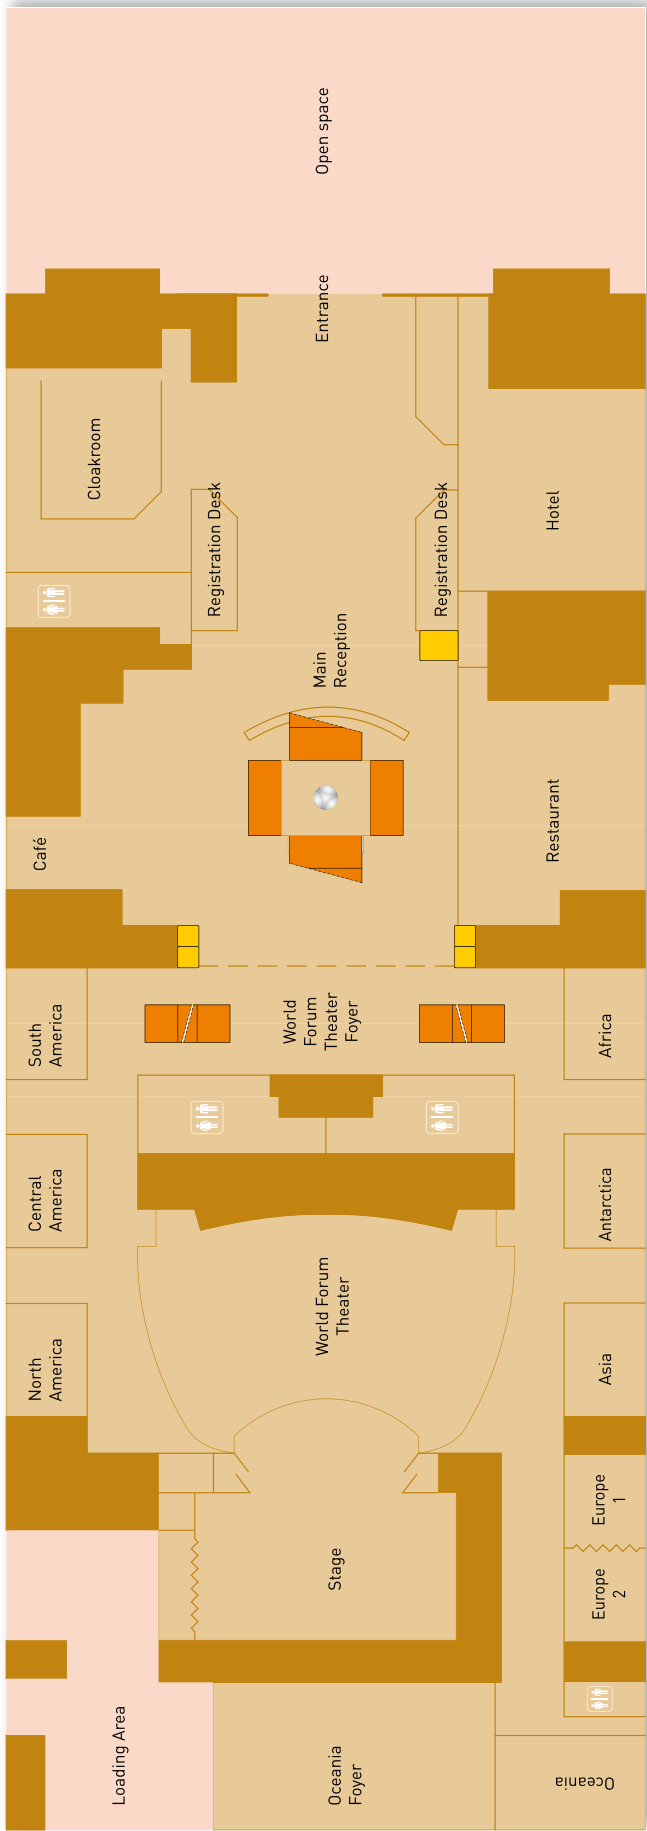 Open space
Entrance
Cloakroom
Registration Desk
Registration Desk
Hotel
Main
Reception
Café
Restaurant
South
America
World
Forum
Theater
Foyer
Africa
Central
America
Antarctica
World Forum
Theater
North
America
Asia
Europe
1
Stage
Europe
2
Loading Area
Oceania
Foyer
Oceania